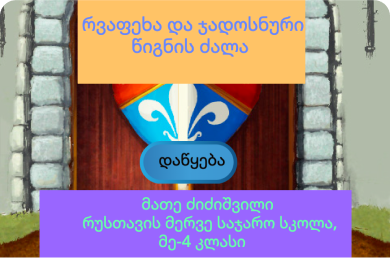 რვაფეხა და ჯადოსნური
წიგნის ძალა
დაწყება
მათე ძიძიშვილი
რუსთავის მერვე საჯარო სკოლა,
მე-4 კლასი